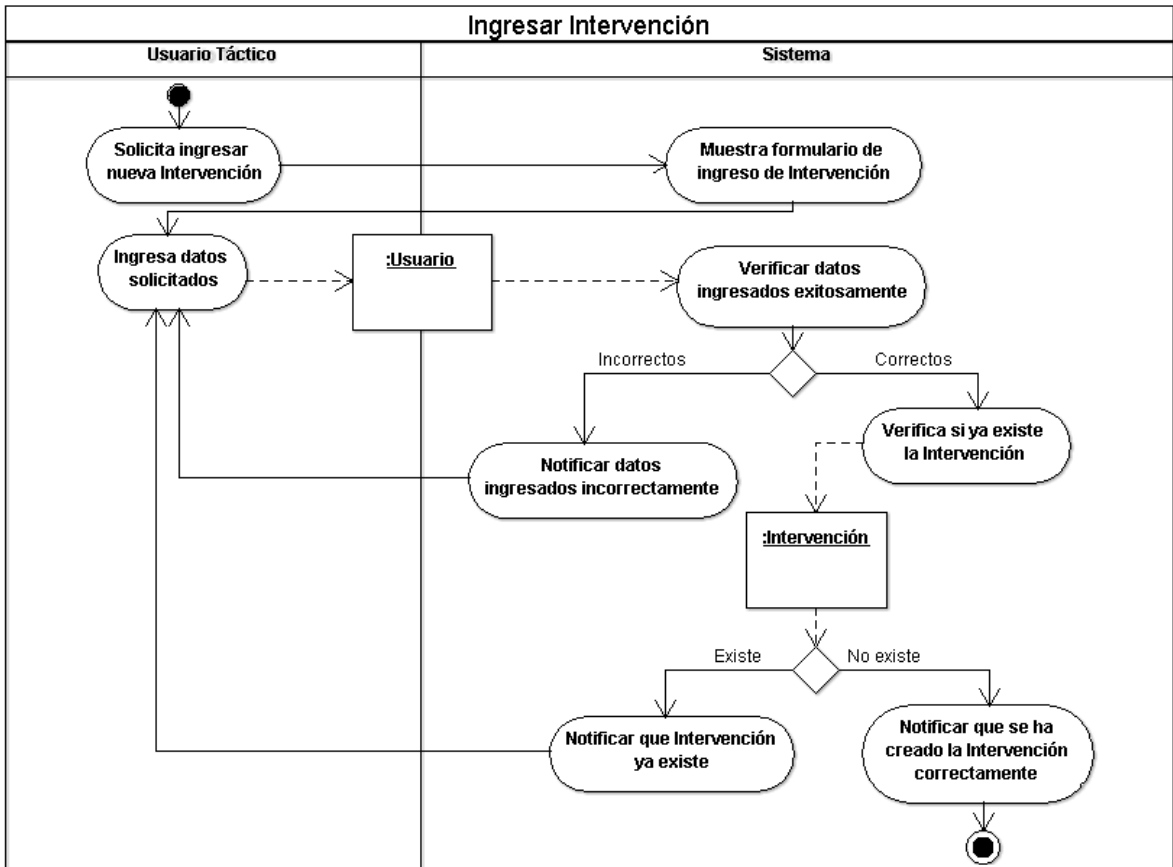 Ingresar Intervención
Usuario Táctico
Sistema
Solicita ingresar
nueva Intervención
Muestra formulario de
ingreso de Intervención
Ingresa datos
solicitados
:Usuario
Verificar datos
ingresados exitosamente
Incorrectos
Correctos
Notificar datos
ingresados incorrectamente
Verifica si ya existe
la Intervención
:Intervención
Existe
No existe
Notificar que Intervención
ya existe
Notificar que se ha
creado la Intervención
correctamente